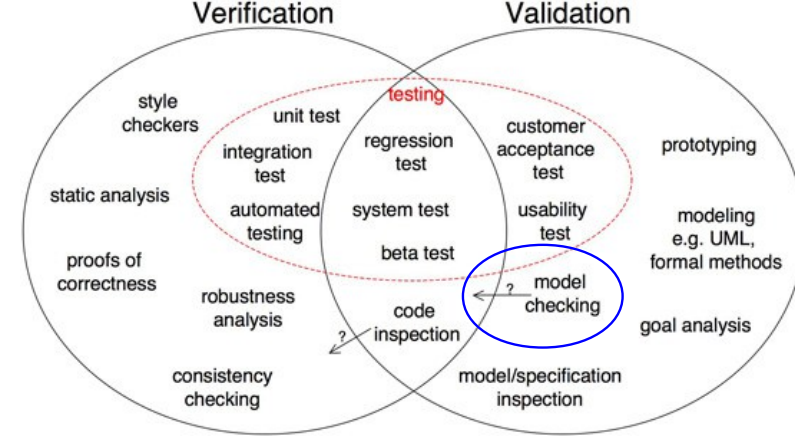 Verification
Validation
testing
style
checkers
unit test
integration
test
automated
testing
static analysis
proofs of
correctness
robustness
analysis
consistency
checking
regression
test
system test
beta test
code
inspection
?
customer
acceptance
test
usability
test
model
checking
?
model/specification
inspection
prototyping
modeling
e.g. UML,
formal methods
goal analysis